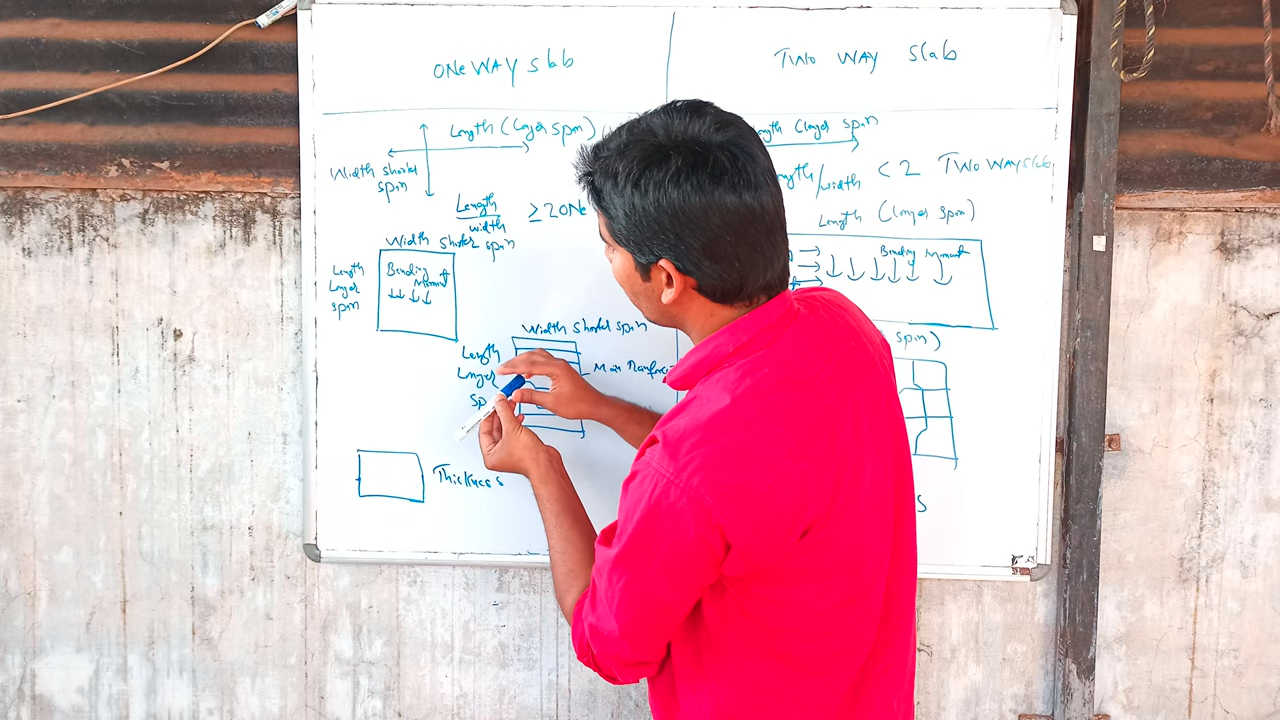 ONE WAY slab
TWO WAY slab
Length (Longer span)
Width shorter
span
Length
width
≥2 One
Width shorter span
Length
Longer
span
Bending
Moment
Width shorter span
Length
Longer
Sp
Main Reinforce
Thickness
Length (Longer span)
ngth/width < 2 TWO WAY slab
Length (Longer span)
Bending Moment
span)
s